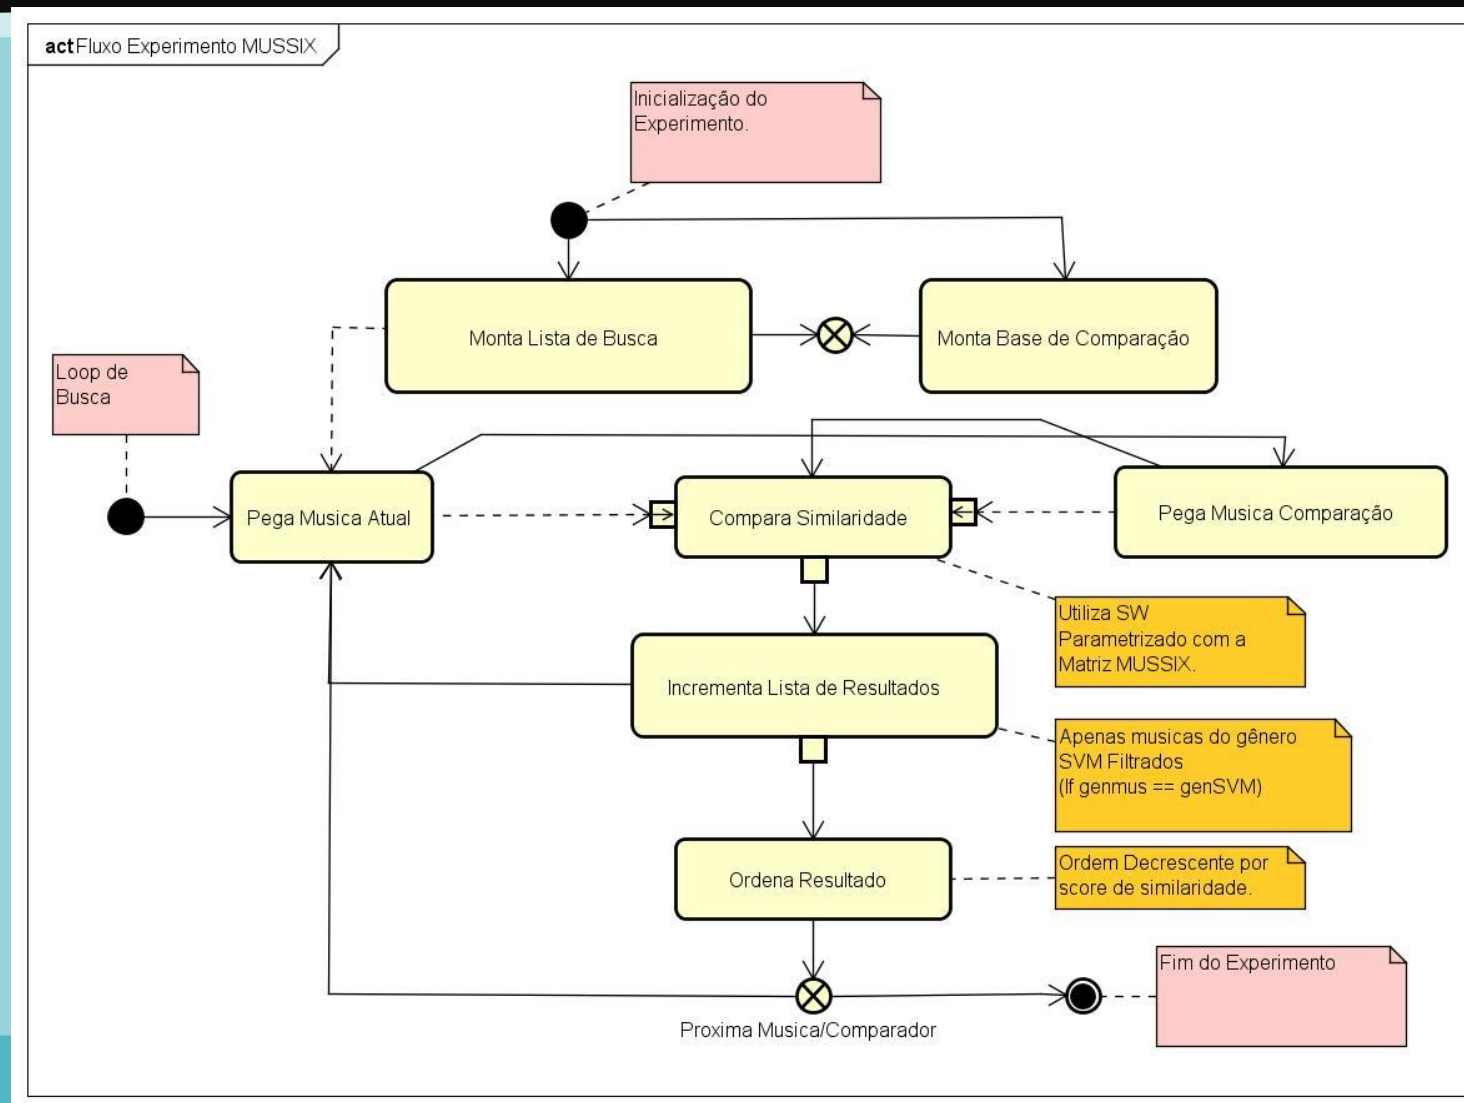 act Fluxo Experimento MUSSIX
Inicialização do
Experimento.
Monta Lista de Busca
Monta Base de Comparação
Loop de
Busca
Pega Musica Atual
Compara Similaridade
Pega Musica Comparação
Utiliza SW
Parametrizado com a
Matriz MUSSIX.
Incrementa Lista de Resultados
Apenas musicas do gênero
SVM Filtrados
(If genmus == genSVM)
Ordena Resultado
Ordem Decrescente por
score de similaridade.
Fim do Experimento
Proxima Musica/Comparador